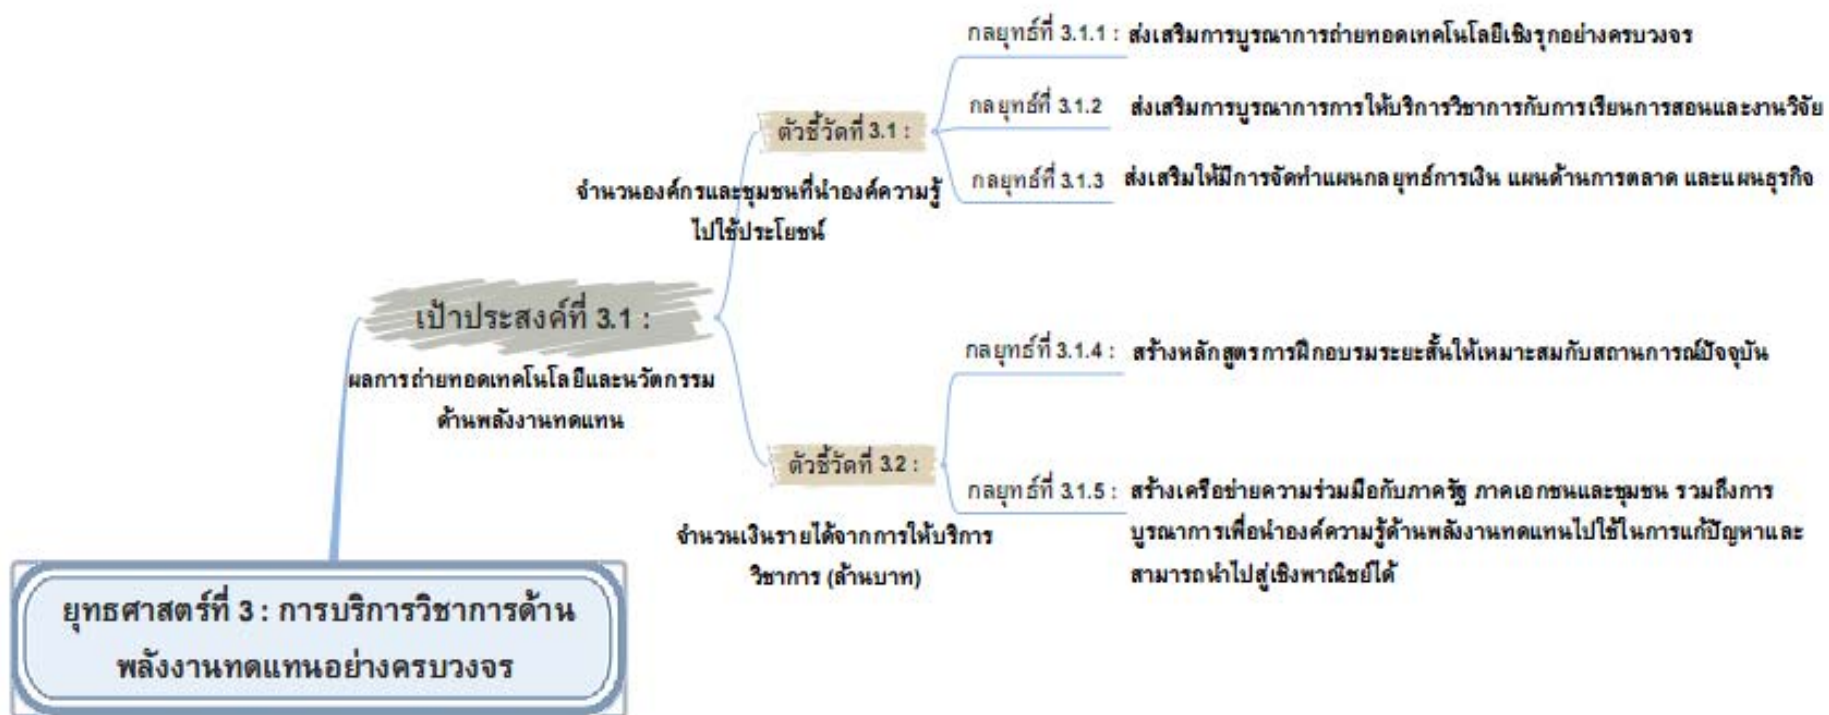 กลยุทธ์ที่ 3.1.1 : ส่งเสริมการบูรณาการถ่ายทอดเทคโนโลยีเชิงรุกอย่างครบวงจร
กลยุทธ์ที่ 3.1.2 ส่งเสริมการบูรณาการการให้บริการวิชาการกับการเรียนการสอนและงานวิจัย
ตัวชี้วัดที่ 3.1 :
กลยุทธ์ที่ 3.1.3 ส่งเสริมให้มีการจัดทำแผนกลยุทธ์การเงิน แผนด้านการตลาด และแผนธุรกิจ
จำนวนองค์กรและชุมชนที่นำองค์ความรู้
ไปใช้ประโยชน์
เป้าประสงค์ที่ 3.1 :
ผลการถ่ายทอดเทคโนโลยีและนวัตกรรม
ด้านพลังงานทดแทน
กลยุทธ์ที่ 3.1.4 : สร้างหลักสูตรการฝึกอบรมระยะสั้นให้เหมาะสมกับสถานการณ์ปัจจุบัน
ตัวชี้วัดที่ 3.2 :
จำนวนเงินรายได้จากการให้บริการ
วิชาการ (ล้านบาท)
กลยุทธ์ที่ 3.1.5 : สร้างเครือข่ายความร่วมมือกับภาครัฐ ภาคเอกชนและชุมชน รวมถึงการ
บูรณาการเพื่อนำองค์ความรู้ด้านพลังงานทดแทนไปใช้ในการแก้ปัญหาและ
สามารถนำไปสู่เชิงพาณิชย์ได้
ยุทธศาสตร์ที่ 3 : การบริการวิชาการด้าน
พลังงานทดแทนอย่างครบวงจร